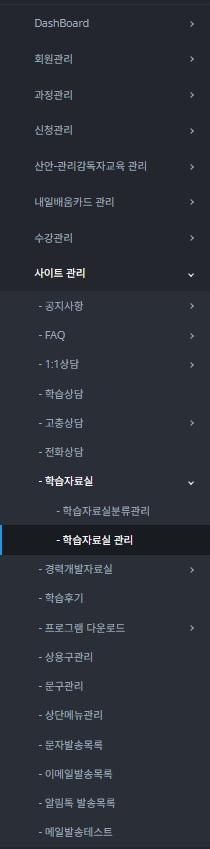 DashBoard
회원관리
과정관리
신청관리
산안-관리감독자교육 관리
내일배움카드 관리
수강관리
사이트 관리
- 공지사항
- FAQ
- 1:1상담
- 학습상담
- 고충상담
- 전화상담
- 학습자료실
- 학습자료실분류관리
- 학습자료실 관리
- 경력개발자료실
- 학습후기
- 프로그램 다운로드
- 상용구관리
- 문구관리
- 상단메뉴관리
- 문자발송목록
- 이메일발송목록
- 알림톡 발송목록
- 메일발송테스트